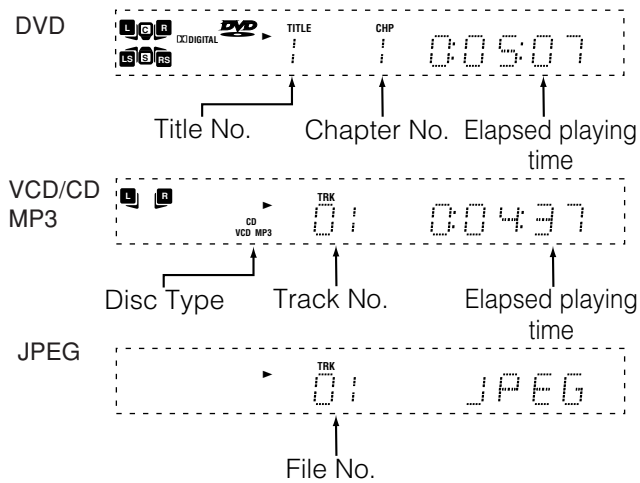 DVD
L C R
LS S RS
DIGITAL DVD TITLE CHP
1 1 0:05:07
Title No. Chapter No. Elapsed playing
time
VCD/CD
MP3
L R
TRK
CD
VCD MP3
01 0:04:37
Disc Type Track No. Elapsed playing
time
JPEG
TRK
01 JPEG
File No.